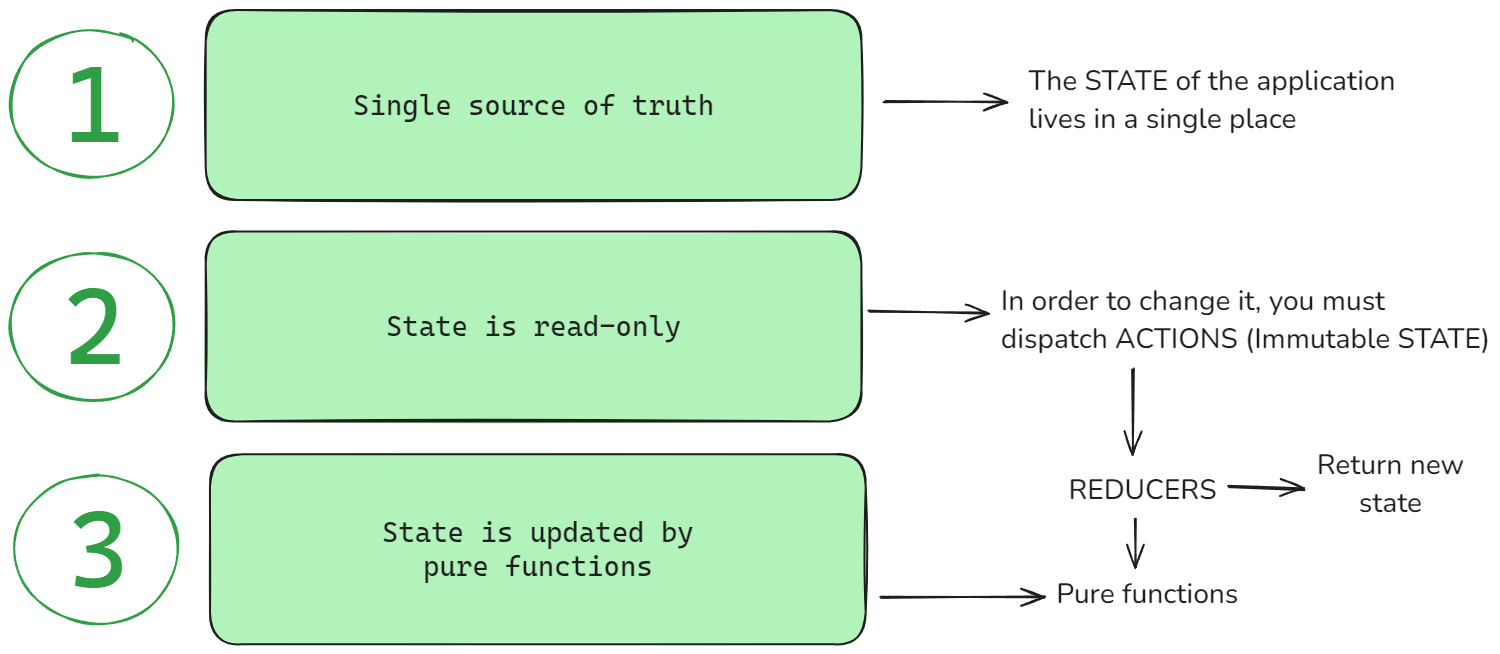 1
Single source of truth
The STATE of the application
lives in a single place
2
State is read-only
In order to change it, you must
dispatch ACTIONS (Immutable STATE)
REDUCERS
Return new
state
3
State is updated by
pure functions
Pure functions